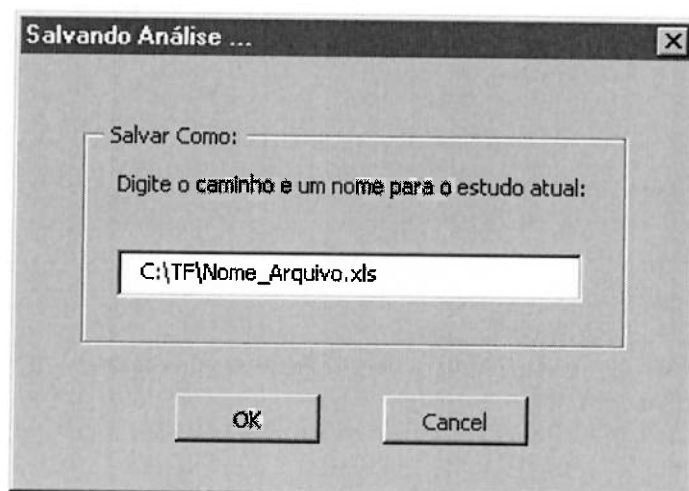 Salvando Análise ...
Salvar Como:
Digite o caminho e um nome para o estudo atual:
C:\TF\Nome_Arquivo.xls
OK
Cancel